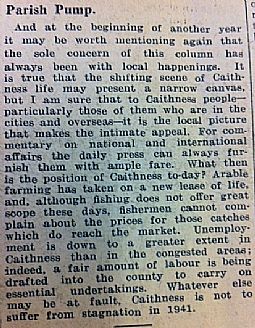 Parish Pump.
And at the beginning of another year
it may be worth mentioning again that
the sole concern of this column has
always been with local happenings. It
is true that the shifting scene of Caith-
ness life may present a narrow canvas,
but I am sure that to Caithness people—
particularly those of them who are in the
cities and oversea—it is the local picture
that makes the intimate appeal. For com-
mentary on national and international
affairs the daily press can always fur-
nish them with ample fare. What then
is the position of Caithness to-day? Arable
farming has taken on a new lease of life,
and, although fishing does not offer great
scope these days, fishermen cannot com-
plain about the prices for those catches
which do reach the market. Unemploy-
ment is down to a greater extent in
Caithness than in the congested areas;
indeed, a fair amount of labour is being
drafted into the county to carry on
essential undertakings. Whatever else
may be at fault, Caithness is not to
suffer from stagnation in 1941.